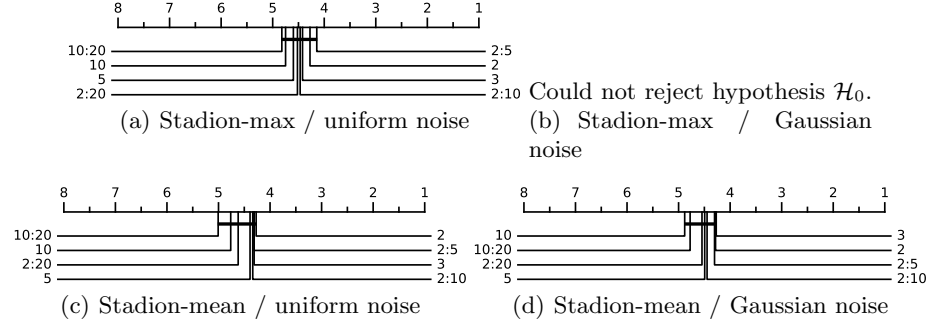 8 7 6 5 4 3 2 1
10:20 2:5
10 2
5 3
2:20 2:10
(a) Stadion-max / uniform noise
Could not reject hypothesis ℋ₀.
(b) Stadion-max / Gaussian
noise
8 7 6 5 4 3 2 1
10:20 2
10 2:5
2:20 3
5 2:10
(c) Stadion-mean / uniform noise
8 7 6 5 4 3 2 1
10 3
10:20 2
2:20 2:5
5 2:10
(d) Stadion-mean / Gaussian noise